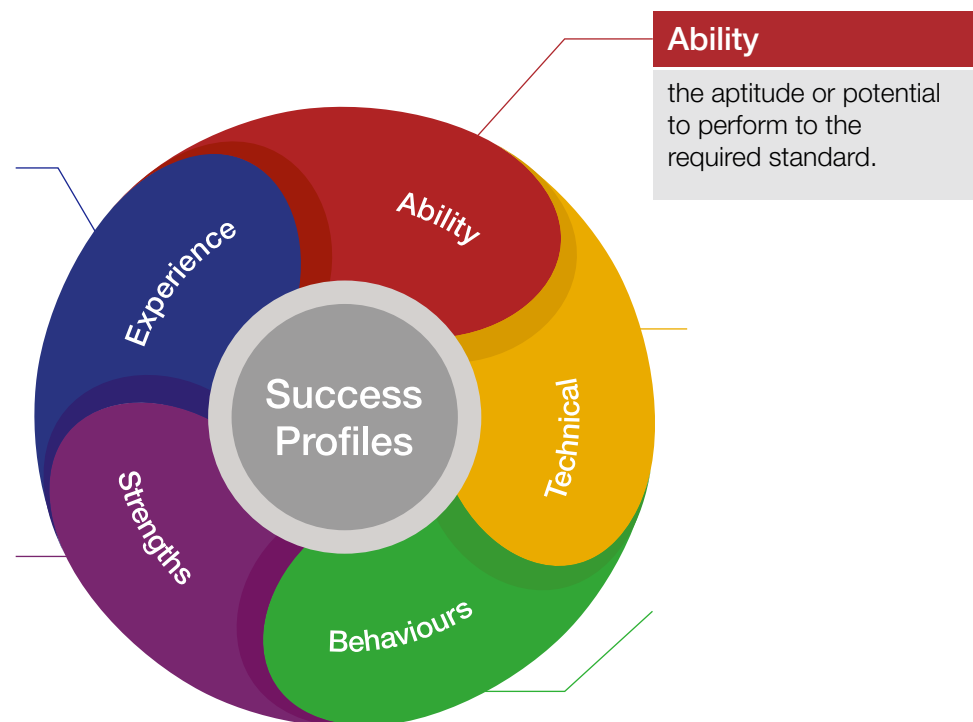 Ability
the aptitude or potential
to perform to the
required standard.
Ability
Experience
Technical
Success
Profiles
Strengths
Behaviours